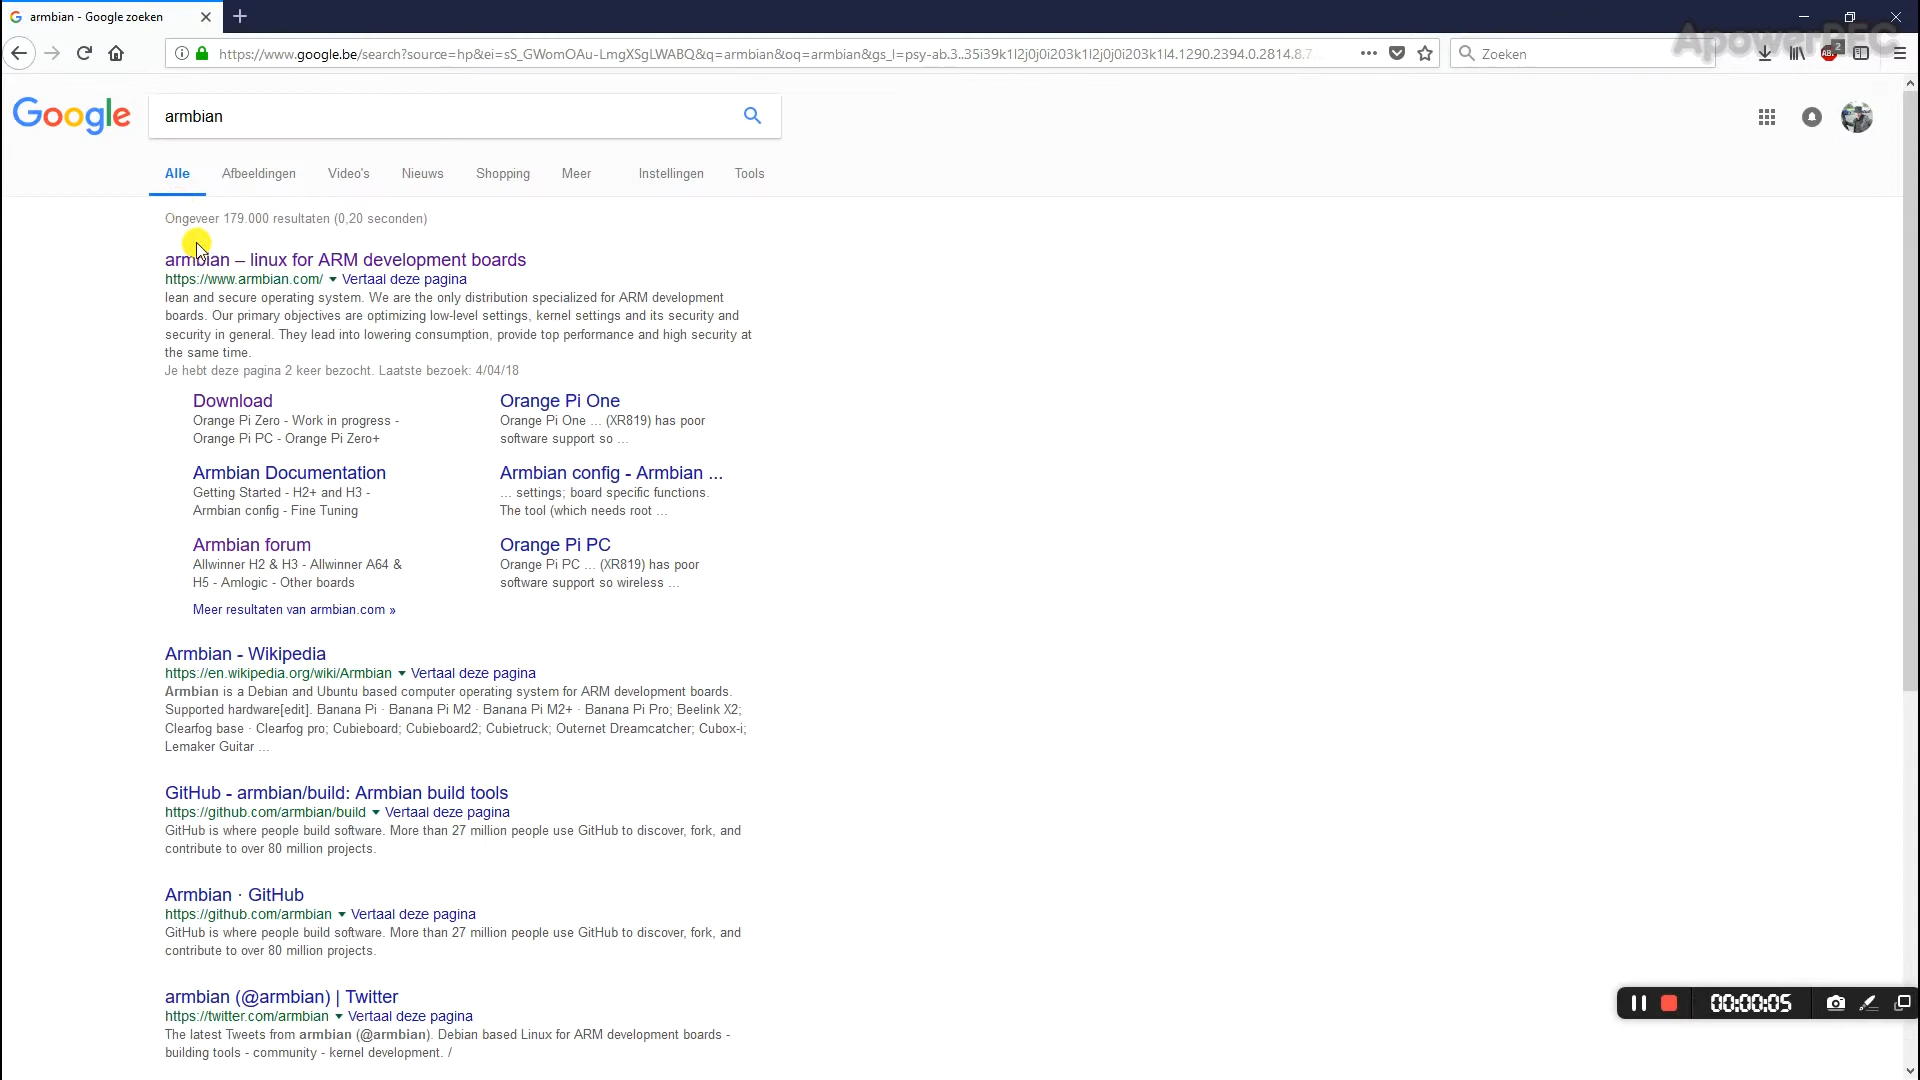 armbian - Google zoeken
https://www.google.be/search?source=hp&ei=sS_GWomOAu-LmgXSgLWABQ&q=armbian&oq=armbian&gs_l=psy-ab.3..35i39k1l2j0j0i203k1l2j0j0i203k1l4.1290.2394.0.2814.8.7
Zoeken
ApowerREC
2
Google
armbian
Alle Afbeeldingen Video's Nieuws Shopping Meer Instellingen Tools
Ongeveer 179.000 resultaten (0,20 seconden)
armbian – linux for ARM development boards
https://www.armbian.com/ Vertaal deze pagina
lean and secure operating system. We are the only distribution specialized for ARM development
boards. Our primary objectives are optimizing low-level settings, kernel settings and its security and
security in general. They lead into lowering consumption, provide top performance and high security at
the same time.
Je hebt deze pagina 2 keer bezocht. Laatste bezoek: 4/04/18
Download
Orange Pi Zero - Work in progress -
Orange Pi PC - Orange Pi Zero+
Orange Pi One
Orange Pi One ... (XR819) has poor
software support so ...
Armbian Documentation
Getting Started - H2+ and H3 -
Armbian config - Fine Tuning
Armbian config - Armbian ...
... settings; board specific functions.
The tool (which needs root ...
Armbian forum
Allwinner H2 & H3 - Allwinner A64 &
H5 - Amlogic - Other boards
Orange Pi PC
Orange Pi PC ... (XR819) has poor
software support so wireless ...
Meer resultaten van armbian.com »
Armbian - Wikipedia
https://en.wikipedia.org/wiki/Armbian Vertaal deze pagina
Armbian is a Debian and Ubuntu based computer operating system for ARM development boards.
Supported hardware[edit]. Banana Pi · Banana Pi M2 · Banana Pi M2+ · Banana Pi Pro; Beelink X2;
Clearfog base · Clearfog pro; Cubieboard; Cubieboard2; Cubietruck; Outernet Dreamcatcher; Cubox-i;
Lemaker Guitar ...
GitHub - armbian/build: Armbian build tools
https://github.com/armbian/build Vertaal deze pagina
GitHub is where people build software. More than 27 million people use GitHub to discover, fork, and
contribute to over 80 million projects.
Armbian · GitHub
https://github.com/armbian Vertaal deze pagina
GitHub is where people build software. More than 27 million people use GitHub to discover, fork, and
contribute to over 80 million projects.
armbian (@armbian) | Twitter
https://twitter.com/armbian Vertaal deze pagina
The latest Tweets from armbian (@armbian). Debian based Linux for ARM development boards -
building tools - community - kernel development. /
00:00:05